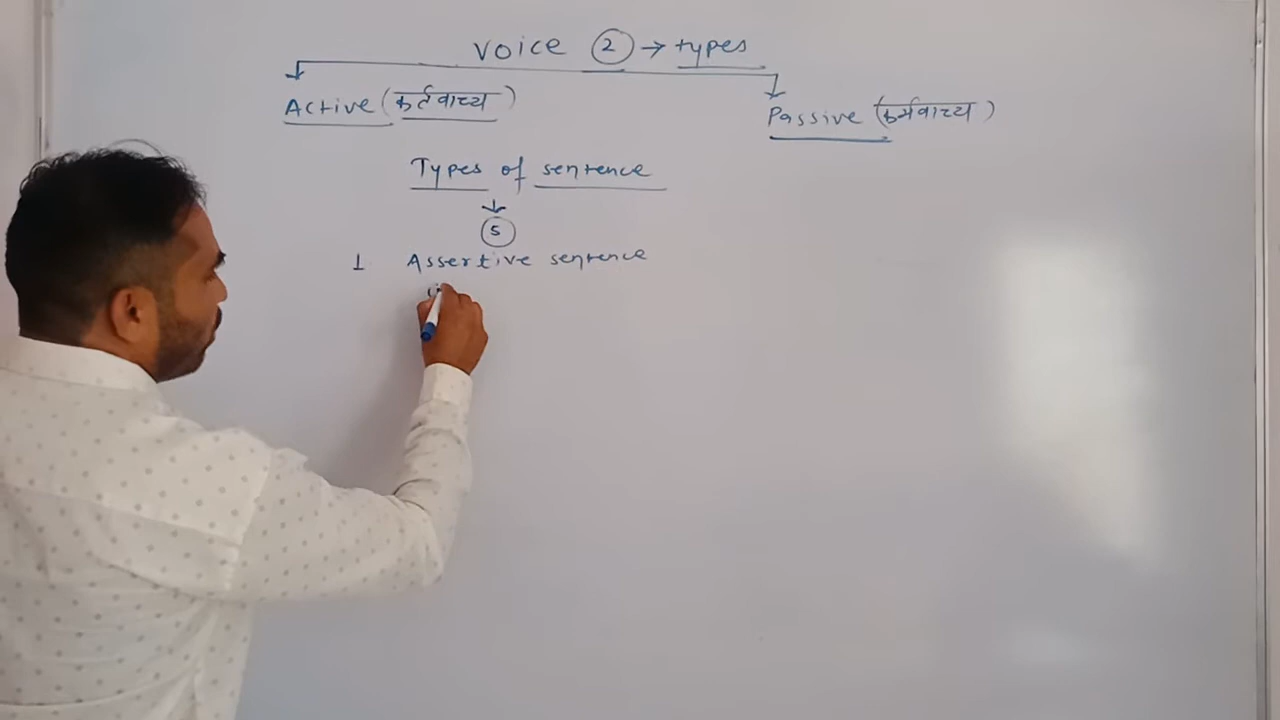 Voice 2 → types
Active (कर्तवाच्य) Passive (कर्मवाच्य)
Types of sentence
5
1. Assertive sentence